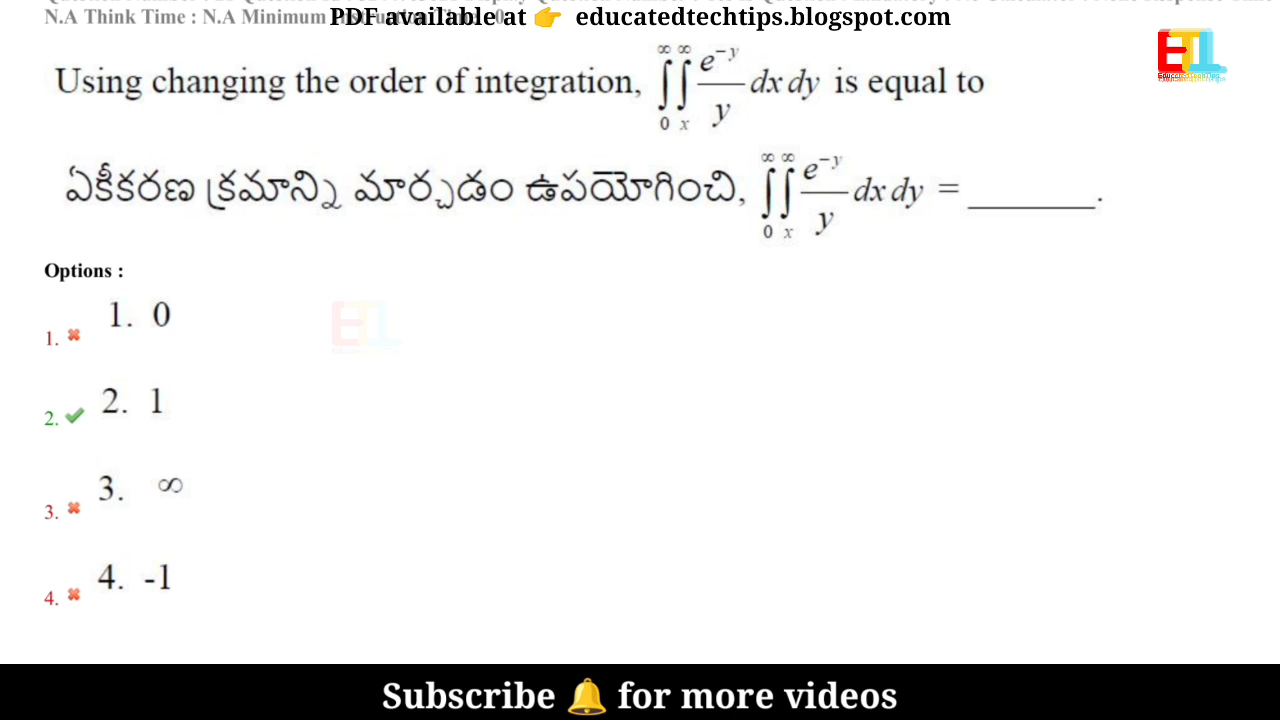 N.A Think Time : N.A Minimum
PDF available at 👉 educatedtechtips.blogspot.com
ETL
Using changing the order of integration, ∫₀^∞ ∫ₓ^∞ e^{-y}/y dx dy is equal to
ఏకీకరణ క్రమాన్ని మార్చడం ఉపయోగించి, ∫₀^∞ ∫ₓ^∞ e^{-y}/y dx dy = ________.
Options :
1. ✖ 1. 0
2. ✔ 2. 1
3. ✖ 3. ∞
4. ✖ 4. -1
Subscribe 🔔 for more videos